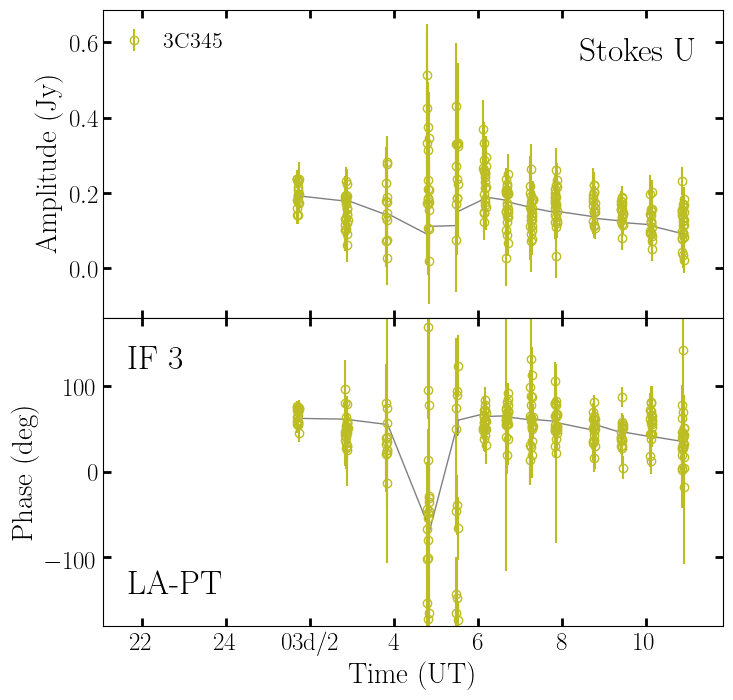 3C345
Stokes U
0.6
0.4
0.2
0.0
Amplitude (Jy)
IF 3
100
0
−100
Phase (deg)
LA-PT
22 24 03d/2 4 6 8 10
Time (UT)